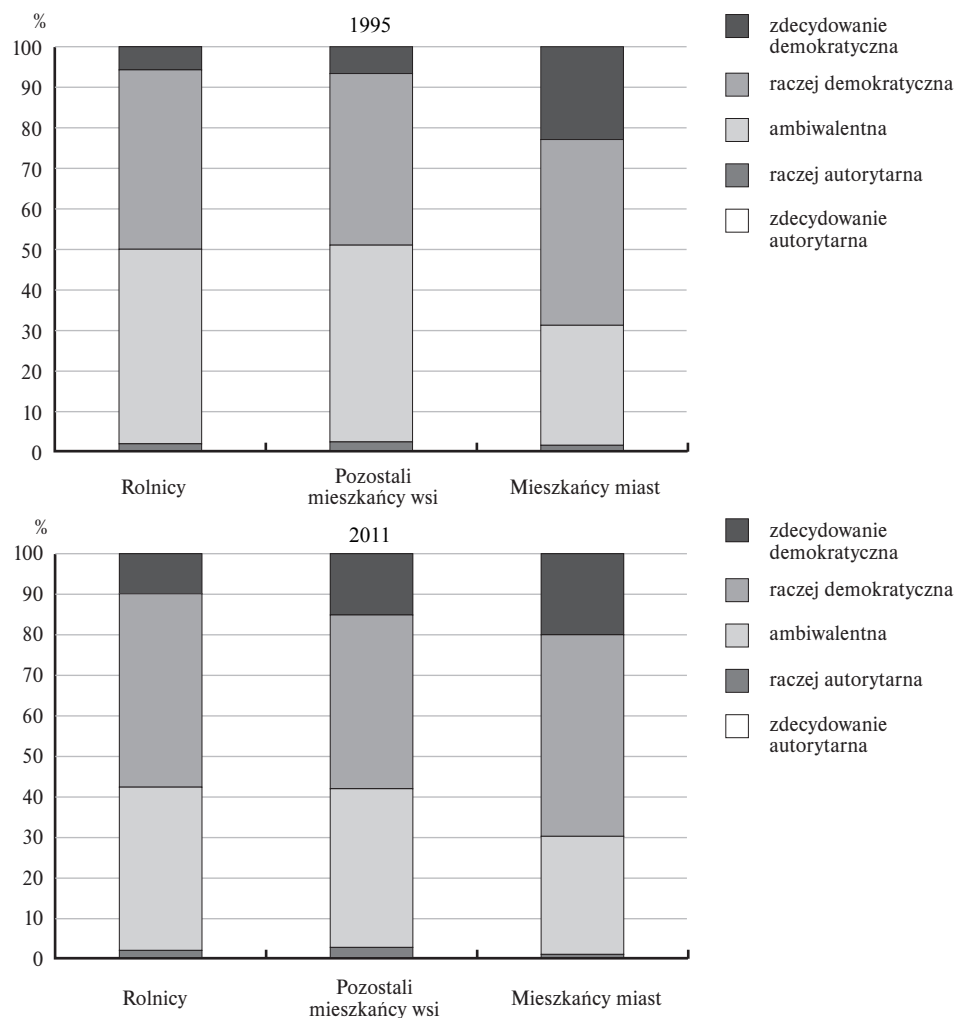 %
1995
100
90
80
70
60
50
40
30
20
10
0
Rolnicy
Pozostali
mieszkańcy wsi
Mieszkańcy miast
zdecydowanie
demokratyczna
raczej demokratyczna
ambiwalentna
raczej autorytarna
zdecydowanie
autorytarna
%
2011
100
90
80
70
60
50
40
30
20
10
0
Rolnicy
Pozostali
mieszkańcy wsi
Mieszkańcy miast
zdecydowanie
demokratyczna
raczej demokratyczna
ambiwalentna
raczej autorytarna
zdecydowanie
autorytarna